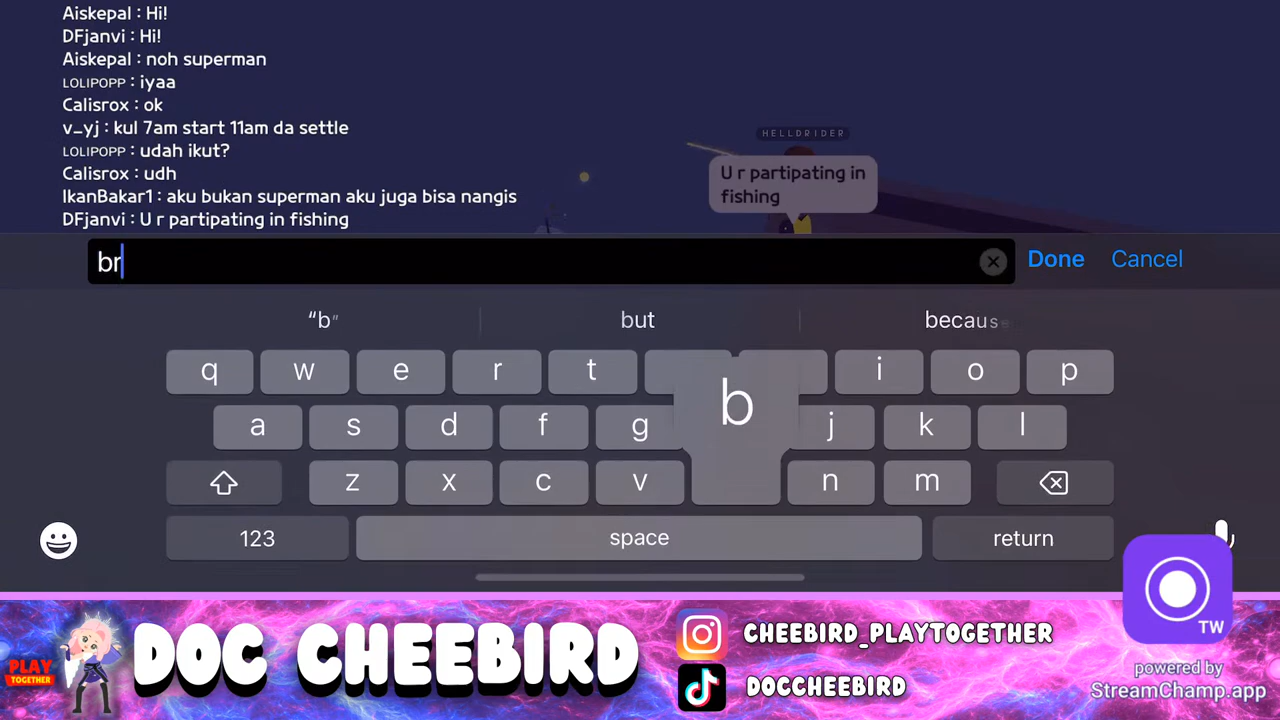 Aiskepal : Hi!
DFjanvi : Hi!
Aiskepal : noh superman
LOLIPOPP : iyaa
Calisrox : ok
v_yj : kul 7am start 11am da settle
LOLIPOPP : udah ikut?
Calisrox : udh
IkanBakar1 : aku bukan superman aku juga bisa nangis
DFjanvi : U r partipating in fishing
HELLDRIDER
U r partipating in
fishing
br
Done
Cancel
“b”
but
because
q w e r t i o p
a s d f g j k l
b
z x c v n m
123
space
return
TW
PLAY
TOGETHER
DOC CHEEBIRD
CHEEBIRD_PLAYTOGETHER
DOCCHEEBIRD
powered by
StreamChamp.app